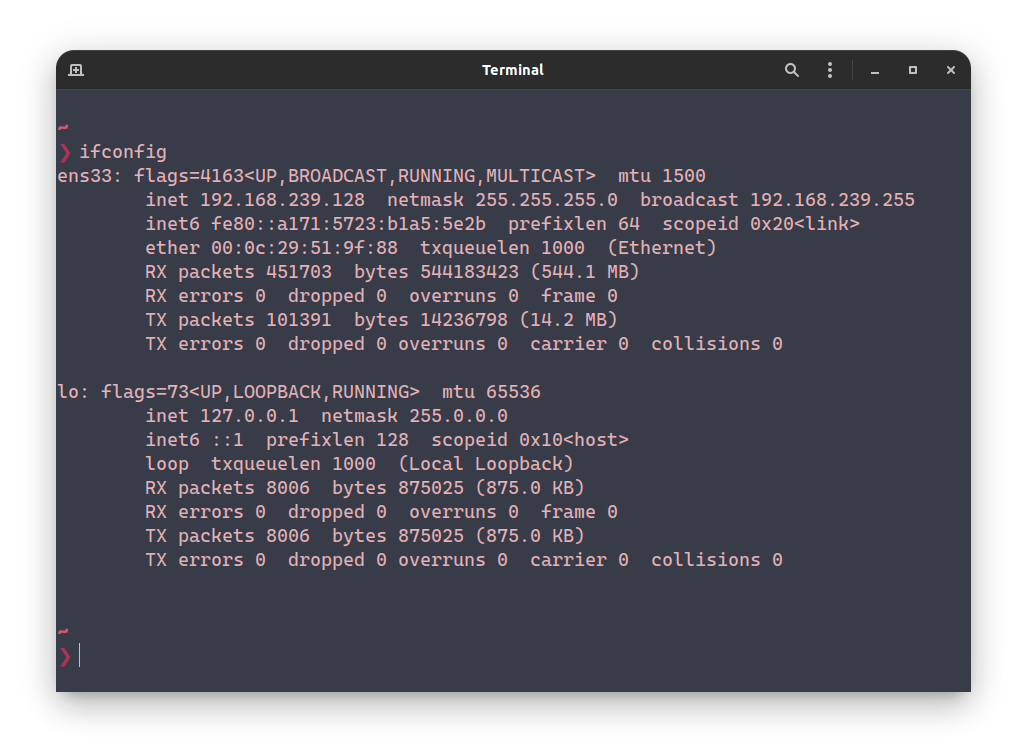 Terminal
~
❯ ifconfig
ens33: flags=4163<UP,BROADCAST,RUNNING,MULTICAST>  mtu 1500
        inet 192.168.239.128  netmask 255.255.255.0  broadcast 192.168.239.255
        inet6 fe80::a171:5723:b1a5:5e2b  prefixlen 64  scopeid 0x20<link>
        ether 00:0c:29:51:9f:88  txqueuelen 1000  (Ethernet)
        RX packets 451703  bytes 544183423 (544.1 MB)
        RX errors 0  dropped 0  overruns 0  frame 0
        TX packets 101391  bytes 14236798 (14.2 MB)
        TX errors 0  dropped 0 overruns 0  carrier 0  collisions 0
lo: flags=73<UP,LOOPBACK,RUNNING>  mtu 65536
        inet 127.0.0.1  netmask 255.0.0.0
        inet6 ::1  prefixlen 128  scopeid 0x10<host>
        loop  txqueuelen 1000  (Local Loopback)
        RX packets 8006  bytes 875025 (875.0 KB)
        RX errors 0  dropped 0  overruns 0  frame 0
        TX packets 8006  bytes 875025 (875.0 KB)
        TX errors 0  dropped 0 overruns 0  carrier 0  collisions 0
~
❯